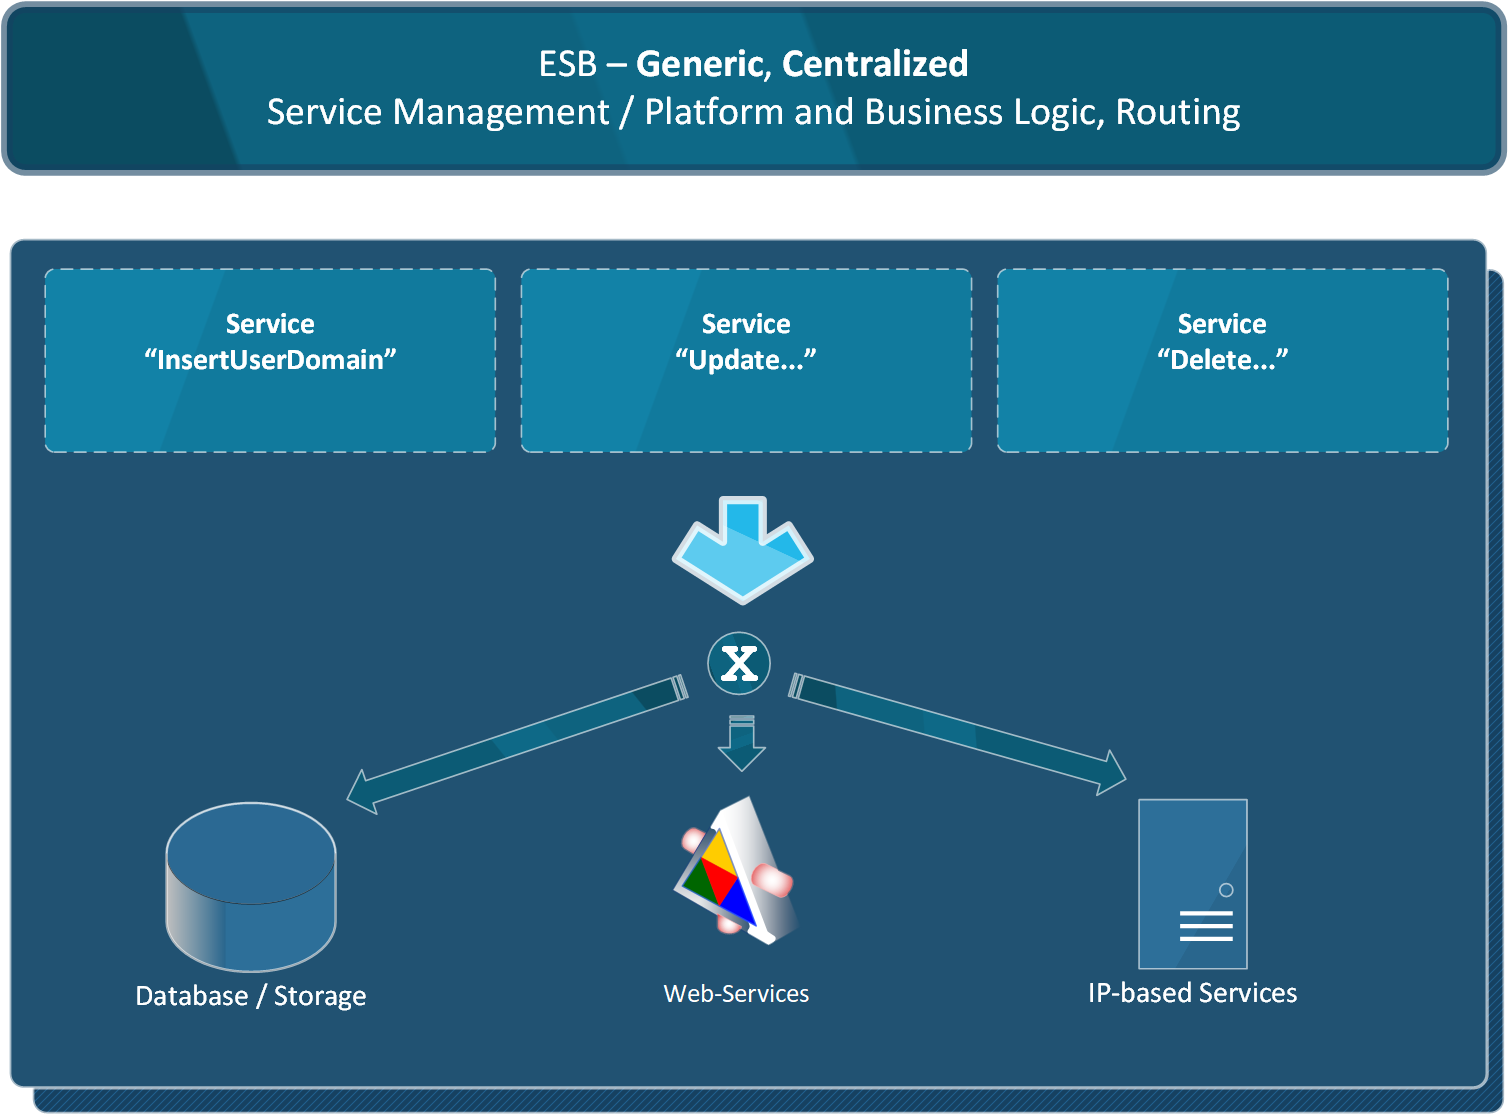 ESB – Generic, Centralized
Service Management / Platform and Business Logic, Routing
Service
“InsertUserDomain”
Service
“Update...”
Service
“Delete...”
X
Database / Storage
Web-Services
IP-based Services